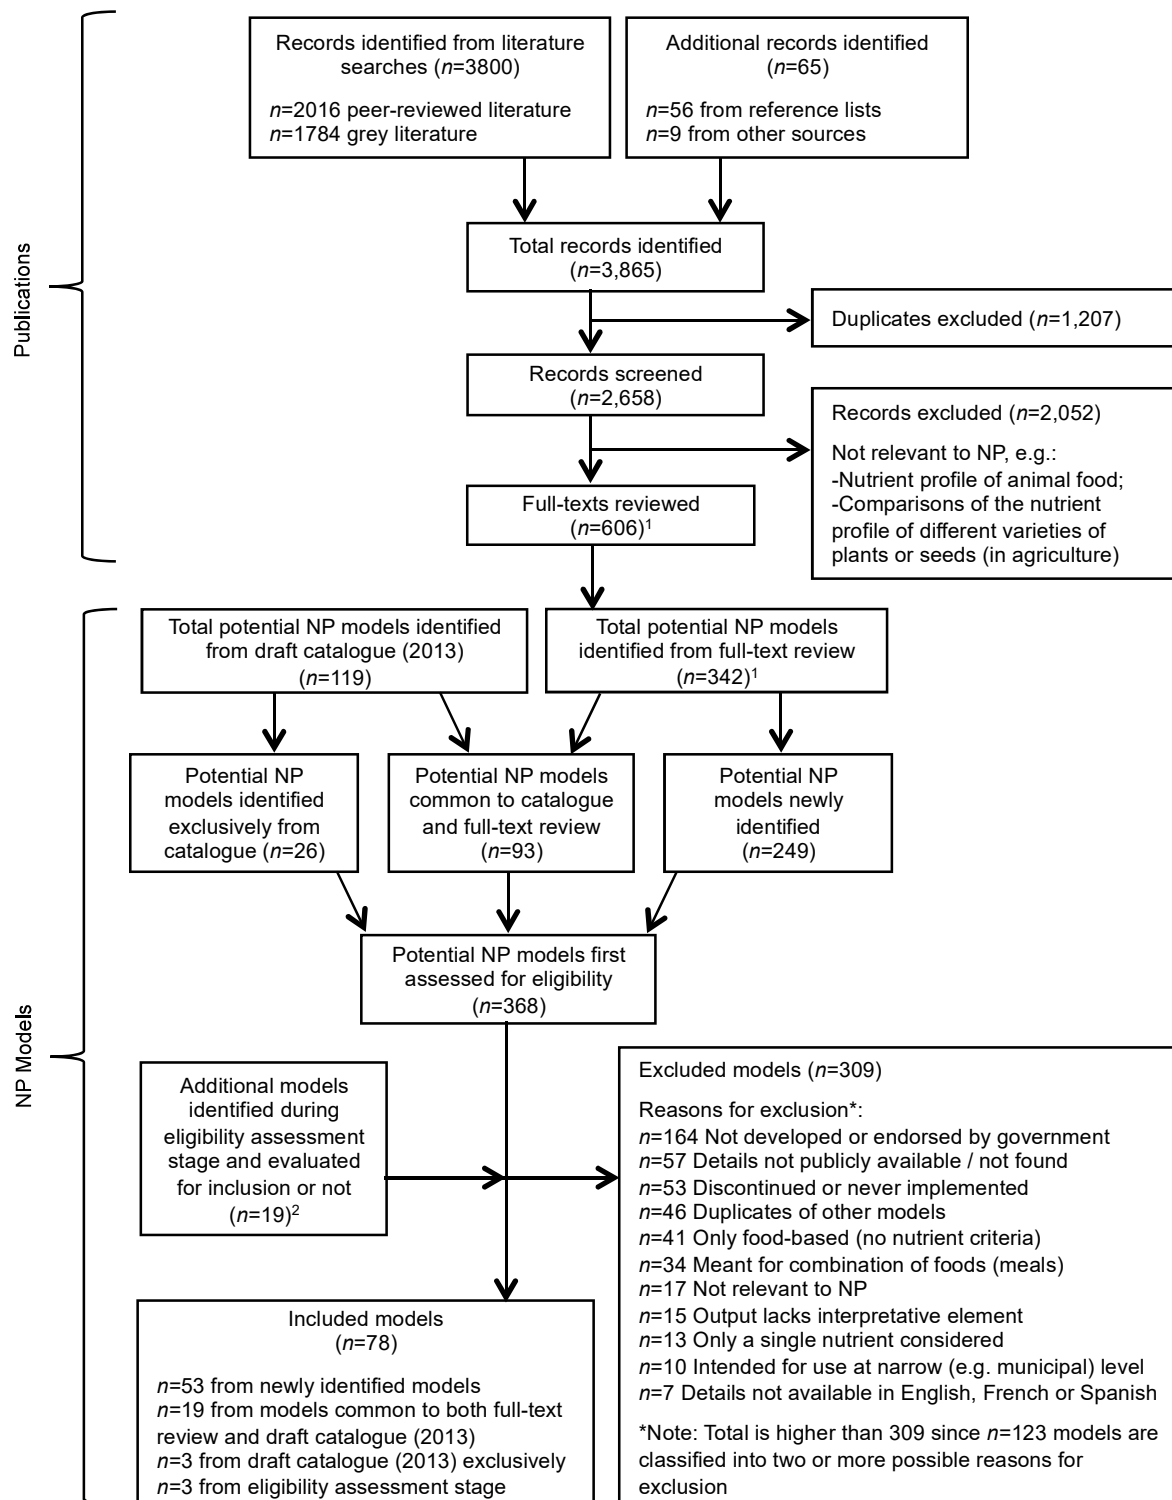 Records identified from literature
searches (n=3800)
n=2016 peer-reviewed literature
n=1784 grey literature
Additional records identified
(n=65)
n=56 from reference lists
n=9 from other sources
Publications
Total records identified
(n=3,865)
Duplicates excluded (n=1,207)
Records screened
(n=2,658)
Records excluded (n=2,052)
Not relevant to NP, e.g.:
-Nutrient profile of animal food;
-Comparisons of the nutrient
profile of different varieties of
plants or seeds (in agriculture)
Full-texts reviewed
(n=606)1
Total potential NP models identified
from draft catalogue (2013)
(n=119)
Total potential NP models
identified from full-text review
(n=342)1
Potential NP
models identified
exclusively from
catalogue (n=26)
Potential NP models
common to catalogue
and full-text review
(n=93)
Potential NP
models newly
identified
(n=249)
Potential NP models first
assessed for eligibility
(n=368)
NP Models
Additional models
identified during
eligibility assessment
stage and evaluated
for inclusion or not
(n=19)2
Excluded models (n=309)
Reasons for exclusion*:
n=164 Not developed or endorsed by government
n=57 Details not publicly available / not found
n=53 Discontinued or never implemented
n=46 Duplicates of other models
n=41 Only food-based (no nutrient criteria)
n=34 Meant for combination of foods (meals)
n=17 Not relevant to NP
n=15 Output lacks interpretative element
n=13 Only a single nutrient considered
n=10 Intended for use at narrow (e.g. municipal) level
n=7 Details not available in English, French or Spanish
*Note: Total is higher than 309 since n=123 models are
classified into two or more possible reasons for
exclusion
Included models
(n=78)
n=53 from newly identified models
n=19 from models common to both full-text
review and draft catalogue (2013)
n=3 from draft catalogue (2013) exclusively
n=3 from eligibility assessment stage